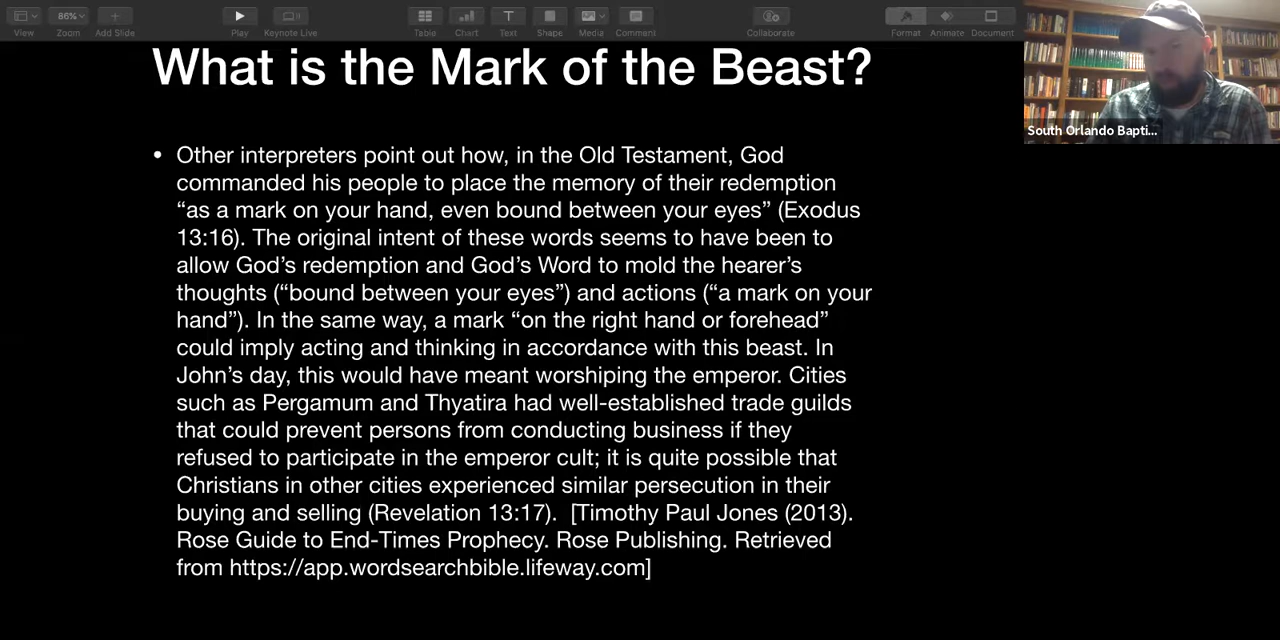 86%
View
Zoom
Add Slide
Play
Keynote Live
Table
Chart
Text
Shape
Media
Comment
Collaborate
Format
Animate
Document
South Orlando Bapti...
What is the Mark of the Beast?
• Other interpreters point out how, in the Old Testament, God
commanded his people to place the memory of their redemption
“as a mark on your hand, even bound between your eyes” (Exodus
13:16). The original intent of these words seems to have been to
allow God’s redemption and God’s Word to mold the hearer’s
thoughts (“bound between your eyes”) and actions (“a mark on your
hand”). In the same way, a mark “on the right hand or forehead”
could imply acting and thinking in accordance with this beast. In
John’s day, this would have meant worshiping the emperor. Cities
such as Pergamum and Thyatira had well-established trade guilds
that could prevent persons from conducting business if they
refused to participate in the emperor cult; it is quite possible that
Christians in other cities experienced similar persecution in their
buying and selling (Revelation 13:17).  [Timothy Paul Jones (2013).
Rose Guide to End-Times Prophecy. Rose Publishing. Retrieved
from https://app.wordsearchbible.lifeway.com]